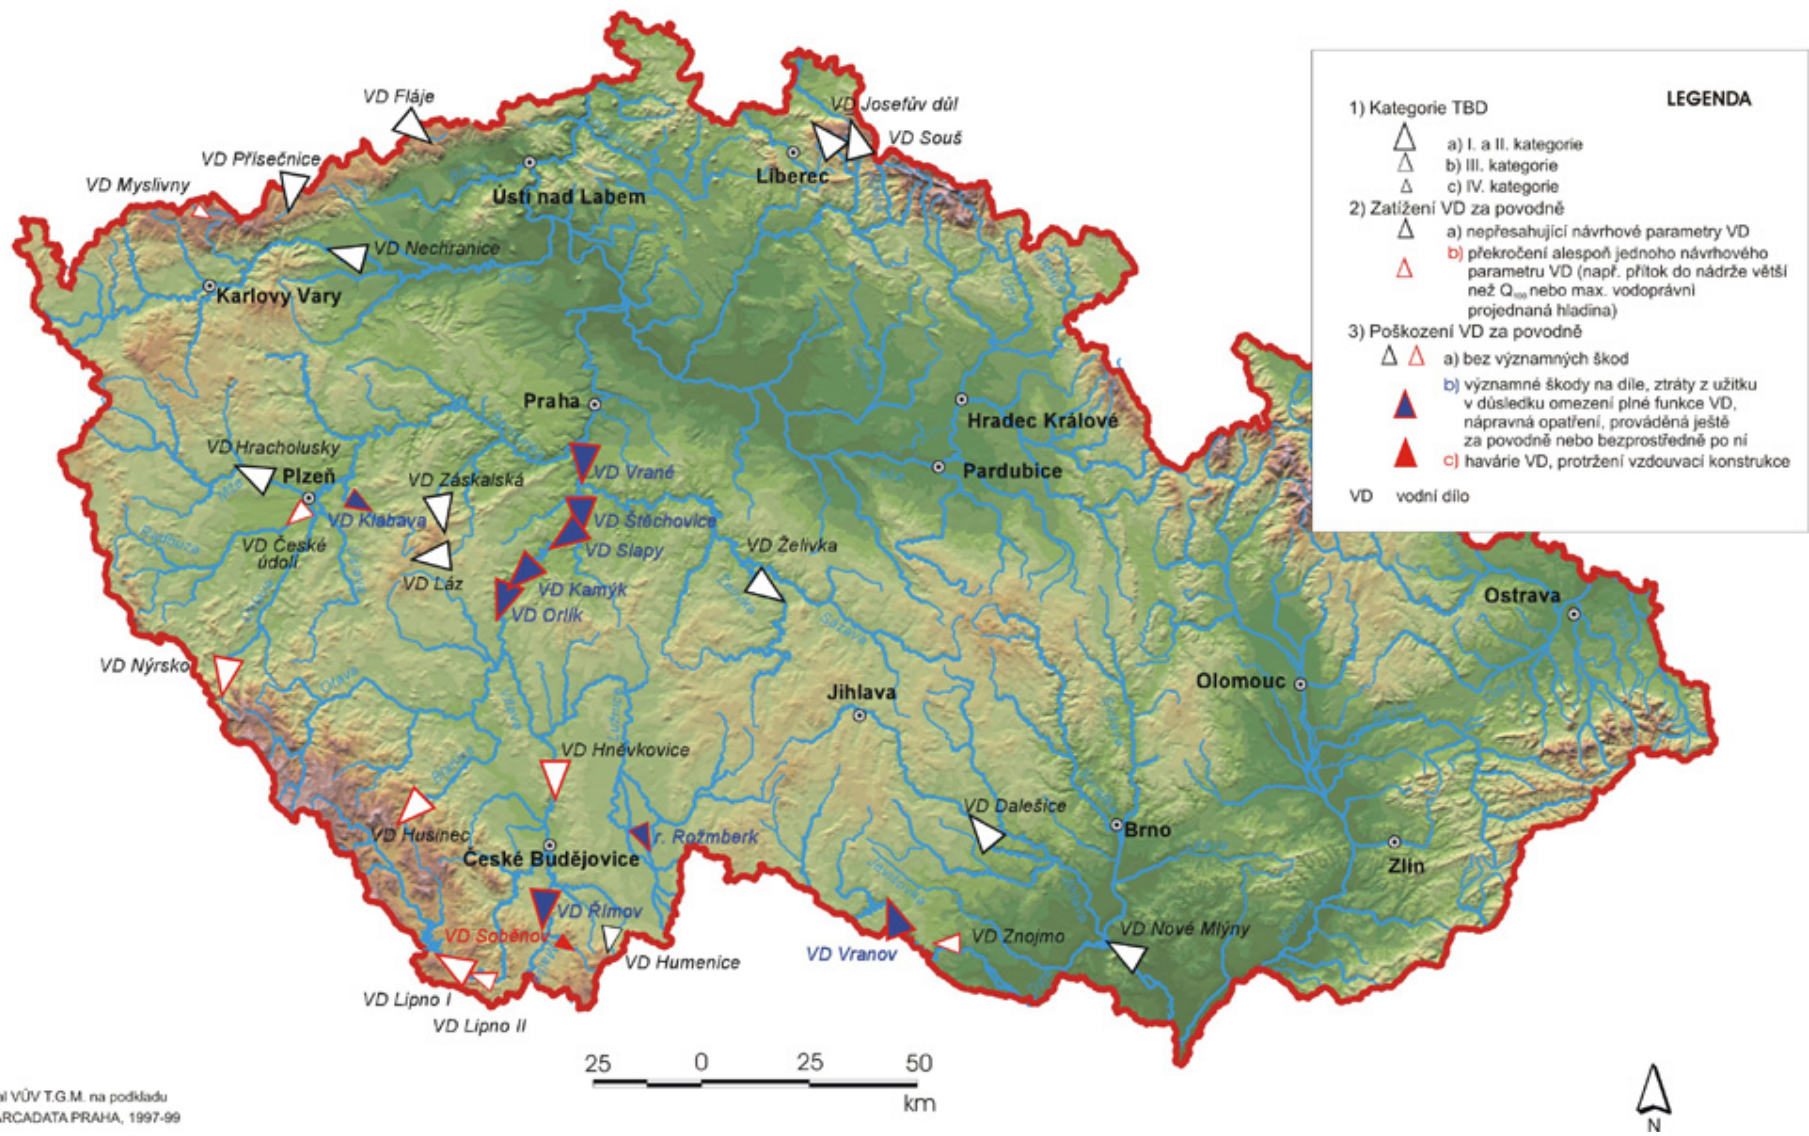 VD Fláje
VD Josefův důl
VD Souš
VD Přísečnice
VD Myslivny
Liberec
Ústí nad Labem
VD Nechranice
Karlovy Vary
Praha
Hradec Králové
Pardubice
VD Hracholusky
Plzeň
VD Záskalská
VD Vrané
VD Klabava
VD České
údolí
VD Štěchovice
VD Slapy
VD Láz
VD Želivka
VD Kamýk
VD Orlík
Želivka
Sázava
Ostrava
VD Nýrsko
Otava
Vltava
Jihlava
Olomouc
VD Hněvkovice
VD Husinec
r. Rožmberk
České Budějovice
VD Dalešice
Brno
Zlín
VD Římov
VD Soběnov
VD Humenice
VD Vranov
VD Znojmo
VD Nové Mlýny
VD Lipno I
VD Lipno II
LEGENDA
1) Kategorie TBD
a) I. a II. kategorie
b) III. kategorie
c) IV. kategorie
2) Zatížení VD za povodně
a) nepřesahující návrhové parametry VD
b) překročení alespoň jednoho návrhového
parametru VD (např. přítok do nádrže větší
než Q100 nebo max. vodoprávní
projednaná hladina)
3) Poškození VD za povodně
a) bez významných škod
b) významné škody na díle, ztráty z užitku
v důsledku omezení plné funkce VD,
nápravná opatření, prováděná ještě
za povodně nebo bezprostředně po ní
c) havárie VD, protržení vzdouvací konstrukce
VD vodní dílo
25 0 25 50
km
N
al VÚV T.G.M. na podkladu
ARCADATA PRAHA, 1997-99